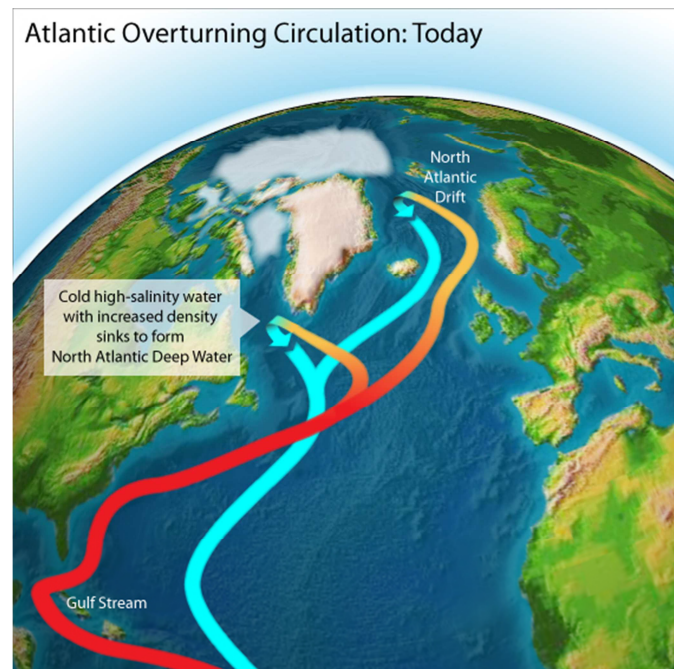 Atlantic Overturning Circulation: Today
North
Atlantic
Drift
Cold high-salinity water
with increased density
sinks to form
North Atlantic Deep Water
Gulf Stream